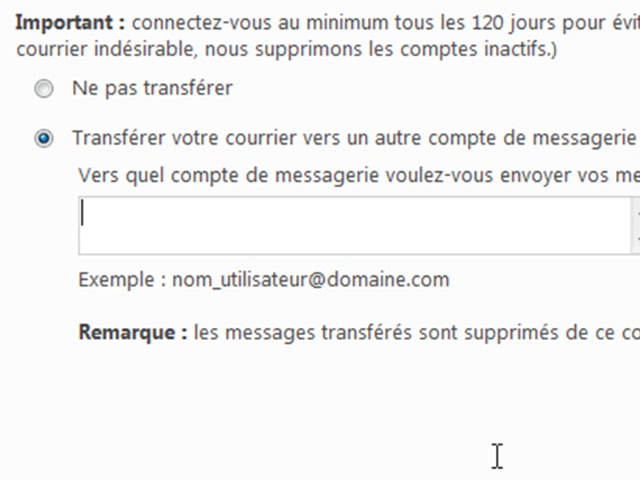 Important : connectez-vous au minimum tous les 120 jours pour
courrier indésirable, nous supprimons les comptes inactifs.)
Ne pas transférer
Transférer votre courrier vers un autre compte de messagerie
Vers quel compte de messagerie voulez-vous envoyer vos
Exemple : nom_utilisateur@domaine.com
Remarque : les messages transférés sont supprimés de ce